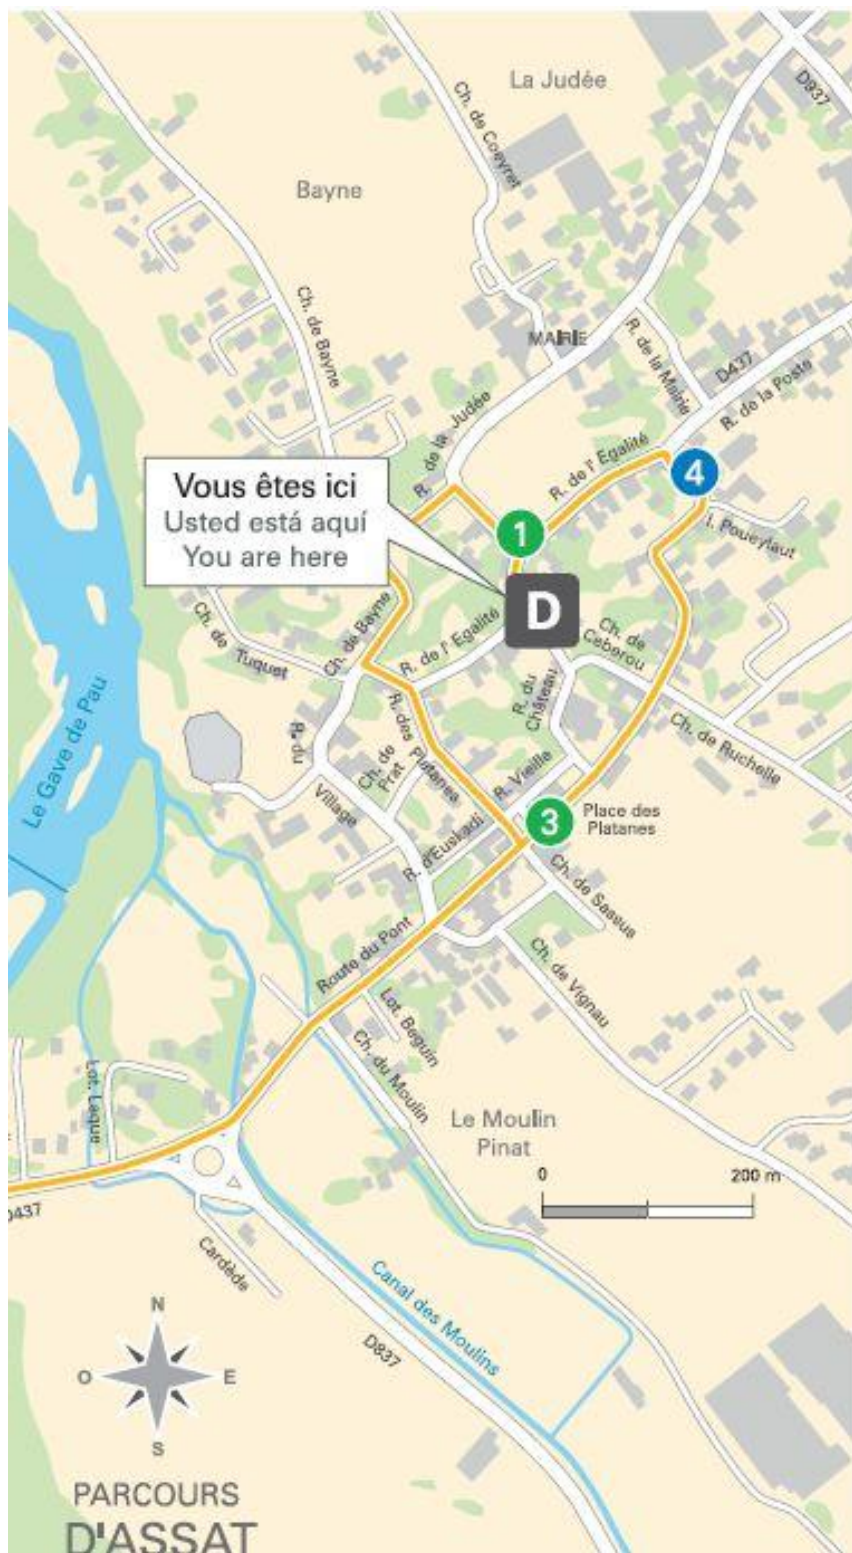 La Judée
D937
Ch. de Coeyret
Bayne
Ch. de Bayne
MAIRIE
R. de la Mairie
D437
R. de la Poste
R. de la Judée
Vous êtes ici
Usted está aquí
You are here
R. de l' Egalité
4
1
I. Poueylaut
D
Ch. de Bayne
R. de l' Egalité
Ch. de Ceberou
Ch. de Tuquet
R. du Château
R. des Platanes
Ch. de Ruchelle
Le Gave de Pau
R. du Village
Ch. de Prat
R. Vieille
R. d'Euskadi
3
Place des
Platanes
Ch. de Sassus
Route du Pont
Ch. de Vignau
Lot. Beguin
Ch. du Moulin
Lot. Laque
Le Moulin
Pinat
0
200 m
D437
Cardède
Canal des Moulins
D837
N
O
E
S
PARCOURS
D'ASSAT